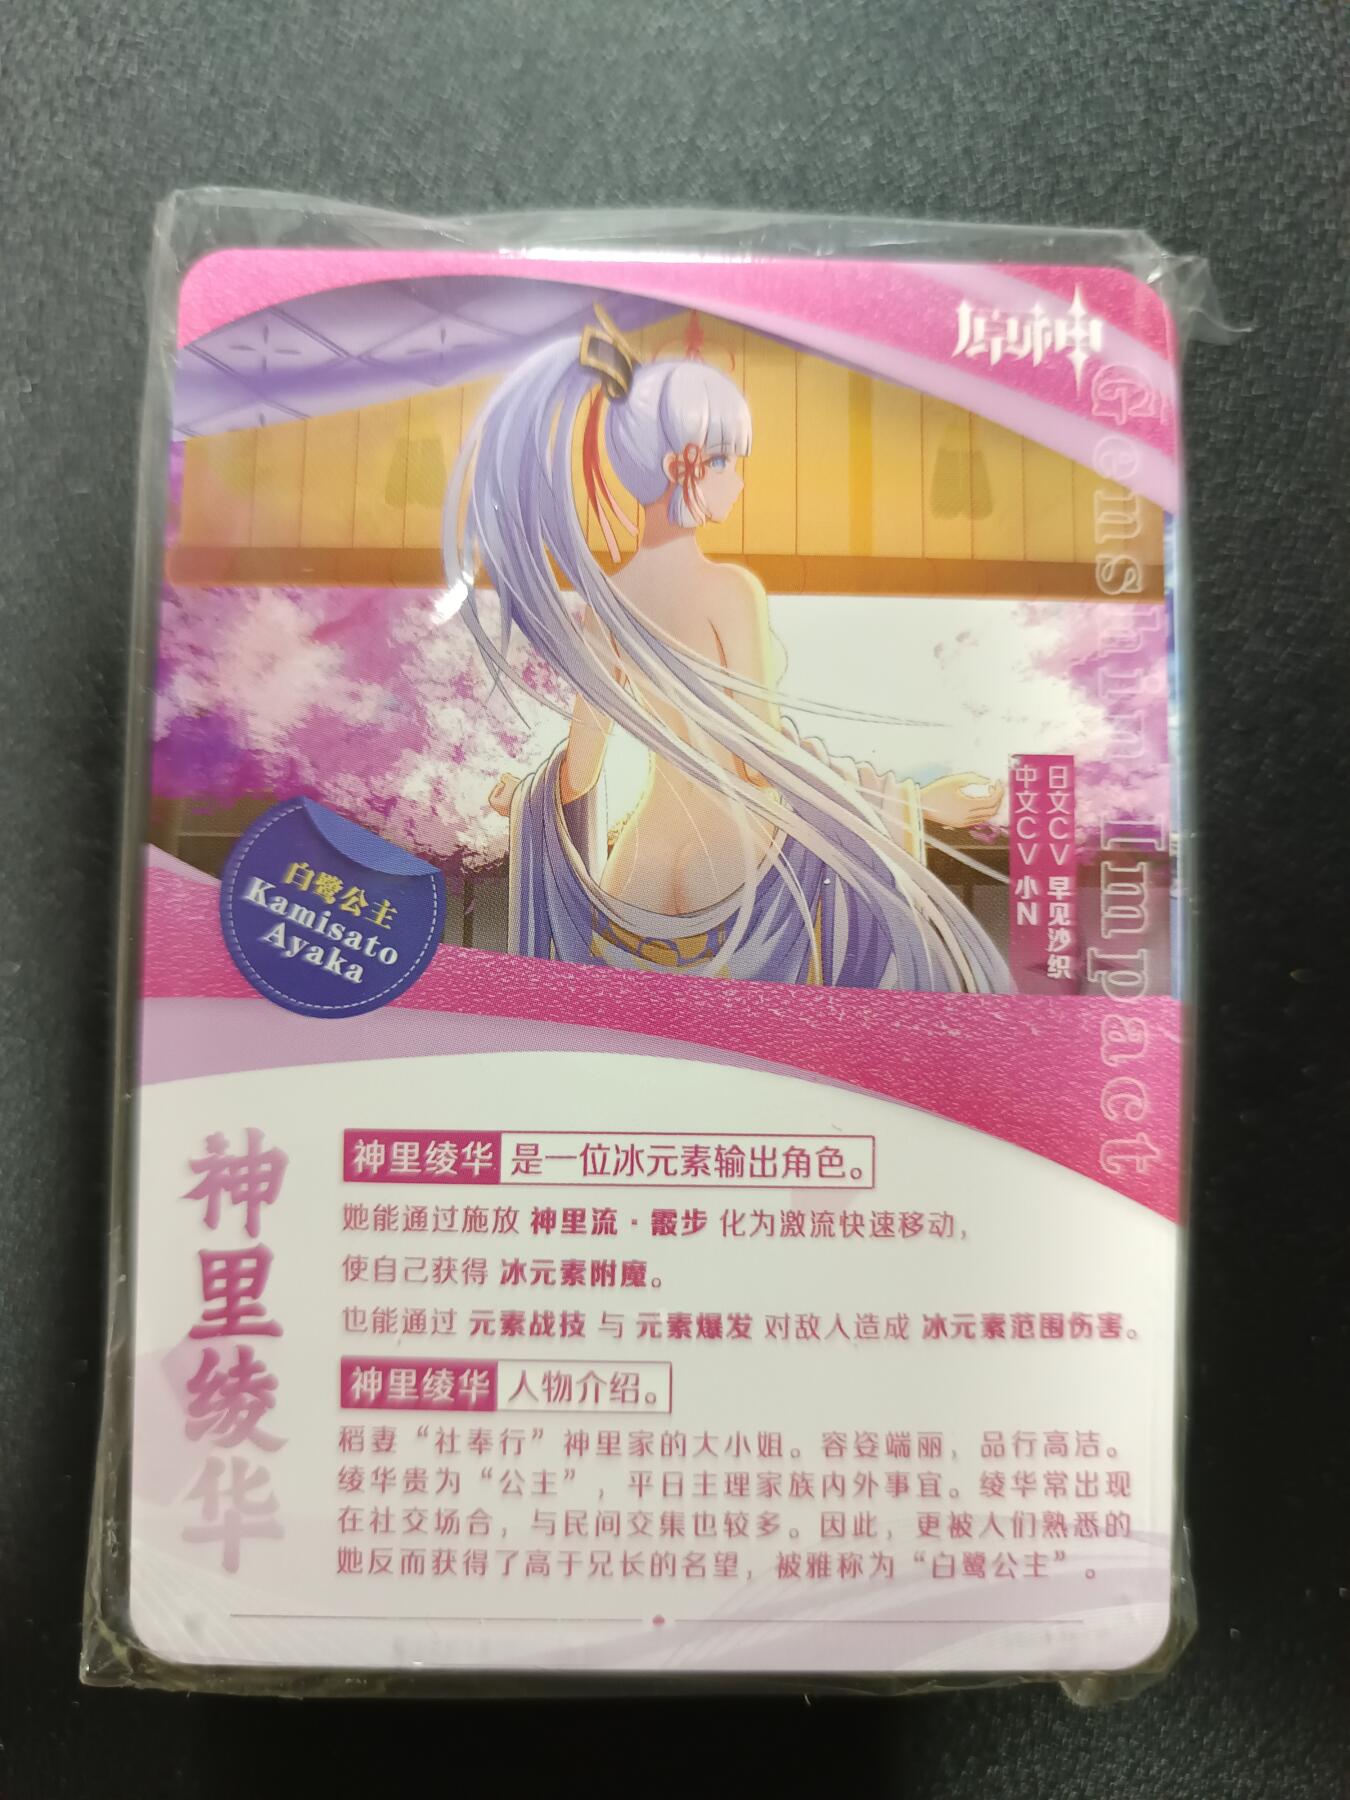 原神
Genshin Impact
日文CV 早见沙织
中文CV 小N
白鹭公主
Kamisato
Ayaka
神里绫华
神里绫华 是一位冰元素输出角色。
她能通过施放 神里流·霰步 化为激流快速移动，
使自己获得 冰元素附魔。
也能通过 元素战技 与 元素爆发 对敌人造成 冰元素范围伤害。
神里绫华 人物介绍。
稻妻“社奉行”神里家的大小姐。容姿端丽，品行高洁。
绫华贵为“公主”，平日主理家族内外事宜。绫华常出现
在社交场合，与民间交集也较多。因此，更被人们熟悉的
她反而获得了高于兄长的名望，被雅称为“白鹭公主”。